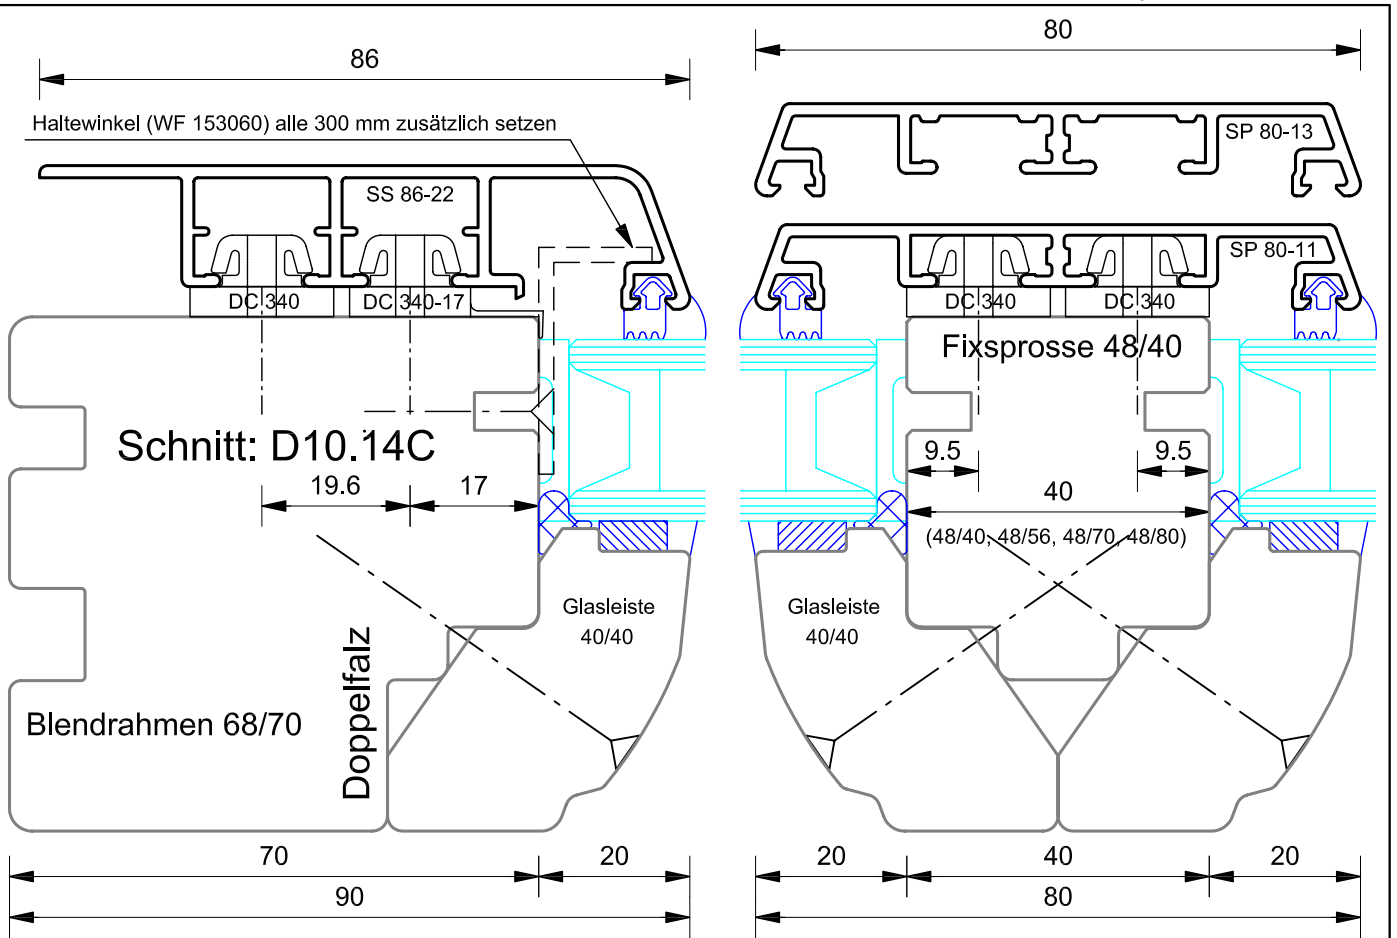 86
80
Haltewinkel (WF 153060) alle 300 mm zusätzlich setzen
SP 80-13
SS 86-22
SP 80-11
DC 340
DC 340-17
DC 340
DC 340
Fixsprosse 48/40
Schnitt: D10.14C
9.5
9.5
19.6
17
40
(48/40, 48/56, 48/70, 48/80)
Glasleiste
40/40
Glasleiste
40/40
Doppelfalz
Blendrahmen 68/70
70
20
20
40
20
90
80